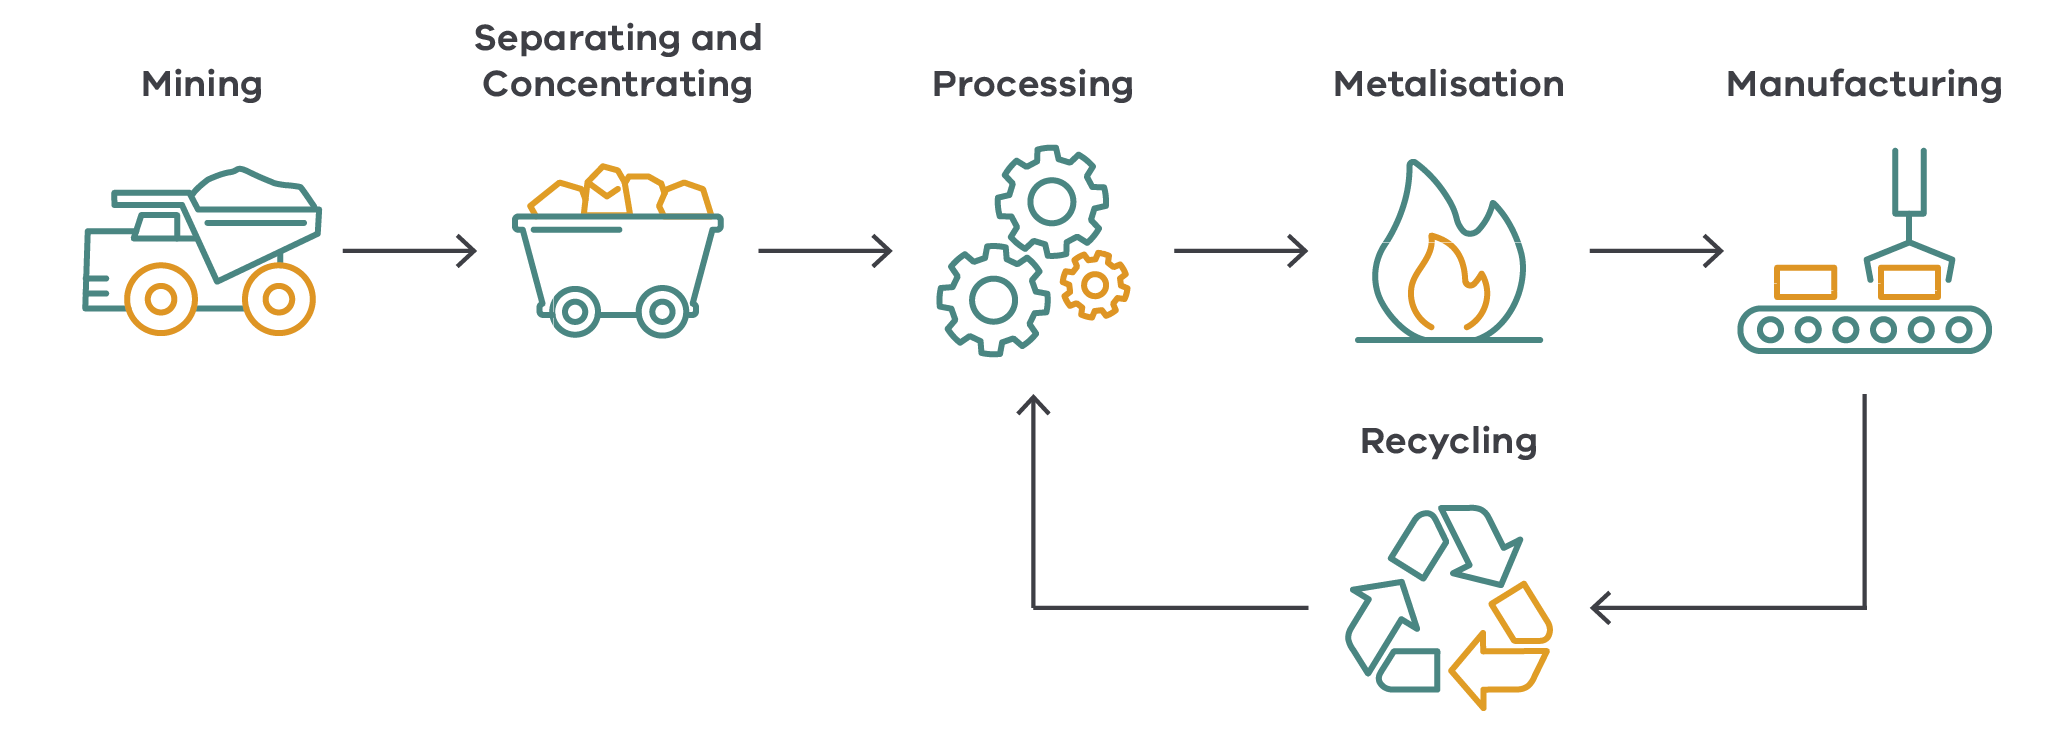 Mining
Separating and
Concentrating
Processing
Metalisation
Manufacturing
Recycling